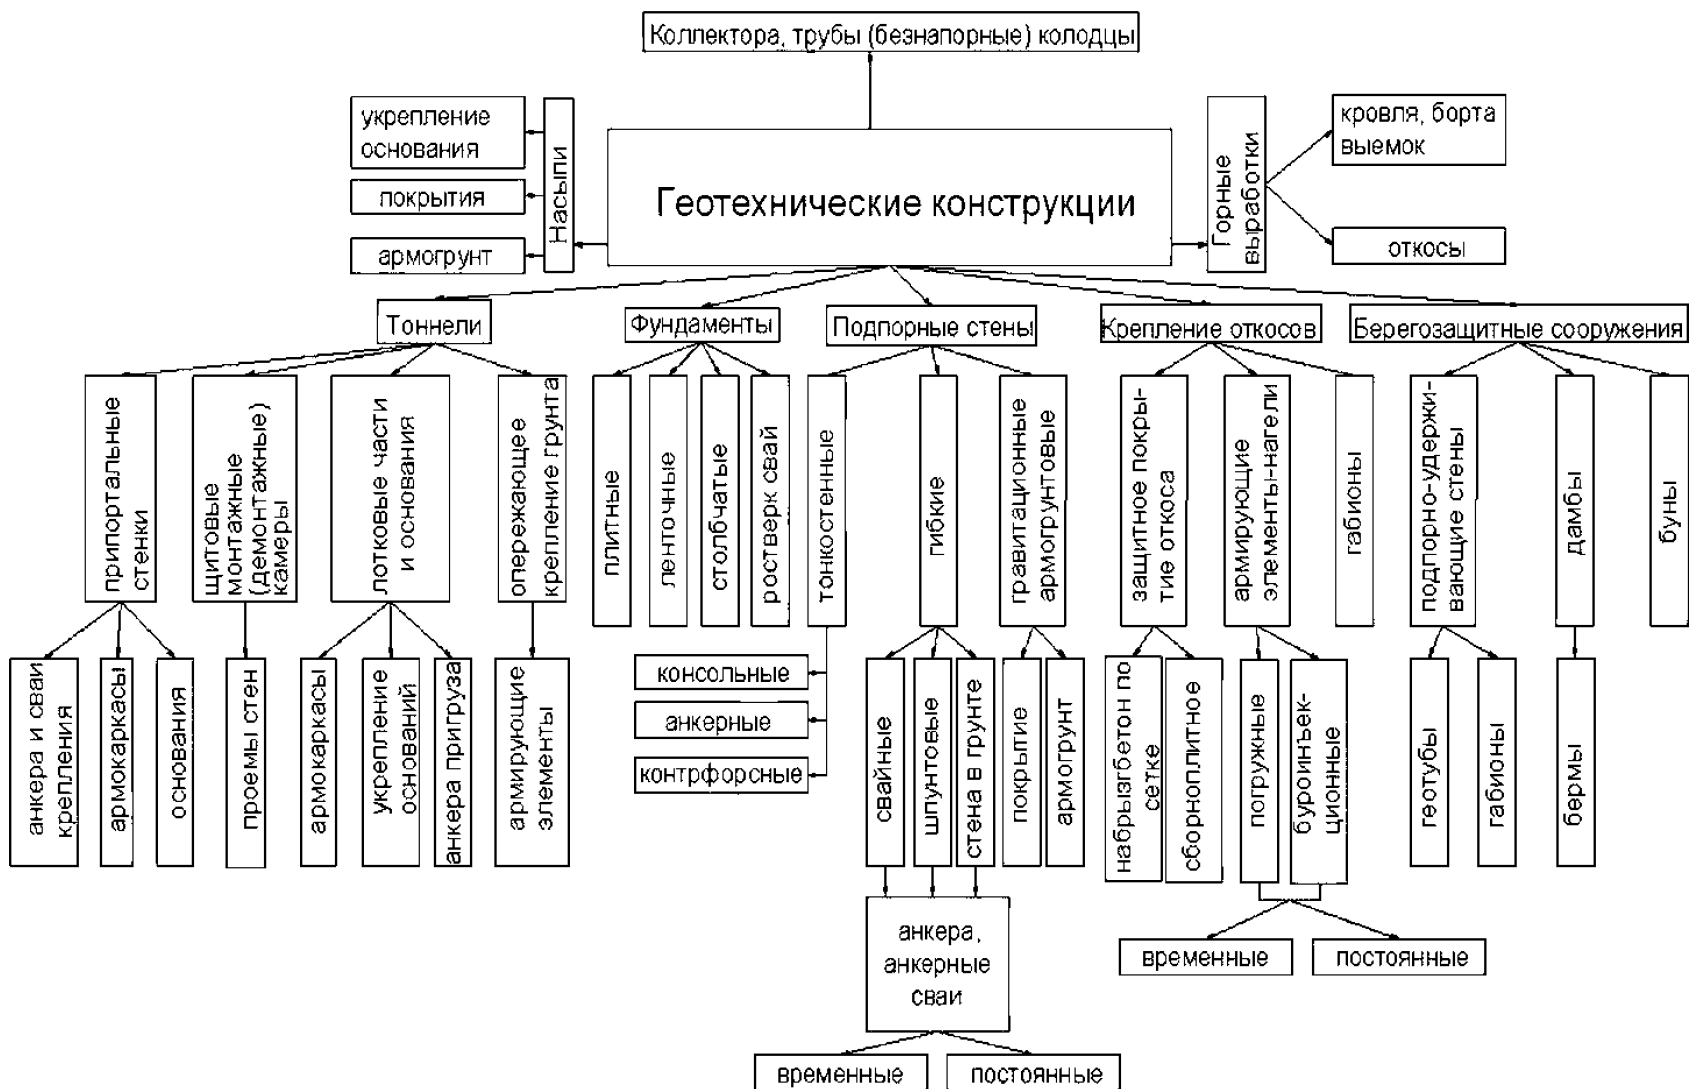 Коллектора, трубы (безнапорные) колодцы
укрепление
основания
покрытия
армогрунт
Насыпи
Геотехнические конструкции
Горные
выработки
кровля, борта
выемок
откосы
Тоннели
Фундаменты
Подпорные стены
Крепление откосов
Берегозащитные сооружения
припортальные
стенки
щитовые
монтажные
(демонтажные)
камеры
лотковые части
и основания
опережающее
крепление грунта
плитные
ленточные
столбчатые
ростверк свай
тонкостенные
гибкие
гравитационные
армогрунтовые
защитное покры-
тие откоса
армирующие
элементы-нагели
габионы
подпорно-удержи-
вающие стены
дамбы
буны
анкера и сваи
крепления
армокаркасы
основания
проемы стен
армокаркасы
укрепление
оснований
анкера пригруза
армирующие
элементы
консольные
анкерные
контрфорсные
свайные
шпунтовые
стена в грунте
покрытие
армогрунт
набрызгбетон по
сетке
сборноплитное
погружные
буроинъек-
ционные
геотубы
габионы
бермы
анкера,
анкерные
сваи
временные
постоянные
временные
постоянные